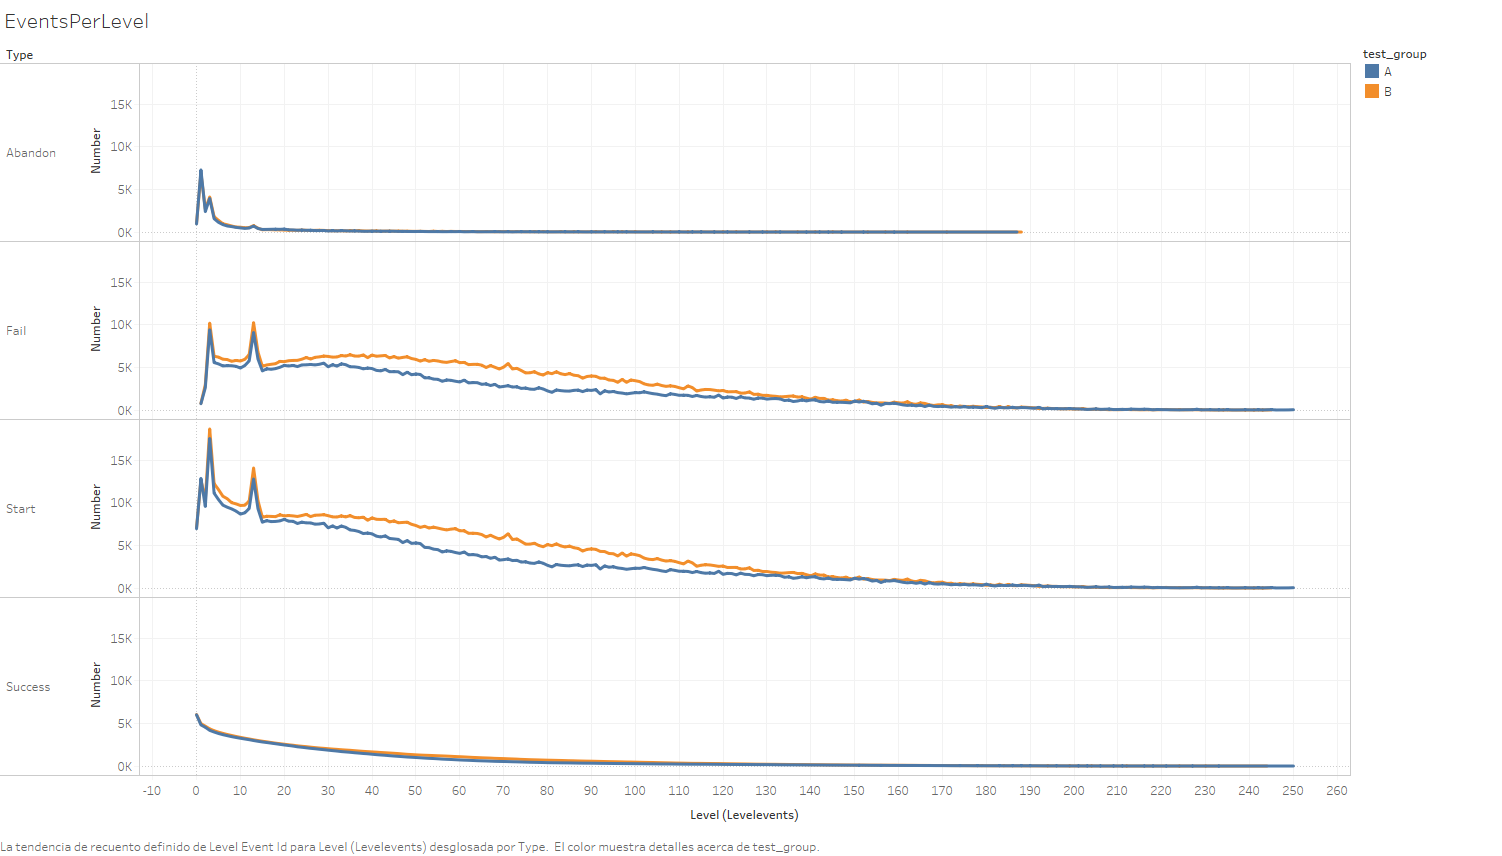 EventsPerLevel
Type
test_group
A
B
Abandon
Number
15K
10K
5K
0K
Fail
Number
15K
10K
5K
0K
Start
Number
15K
10K
5K
0K
Success
Number
15K
10K
5K
0K
-10 0 10 20 30 40 50 60 70 80 90 100 110 120 130 140 150 160 170 180 190 200 210 220 230 240 250 260
Level (Levelevents)
La tendencia de recuento definido de Level Event Id para Level (Levelevents) desglosada por Type. El color muestra detalles acerca de test_group.